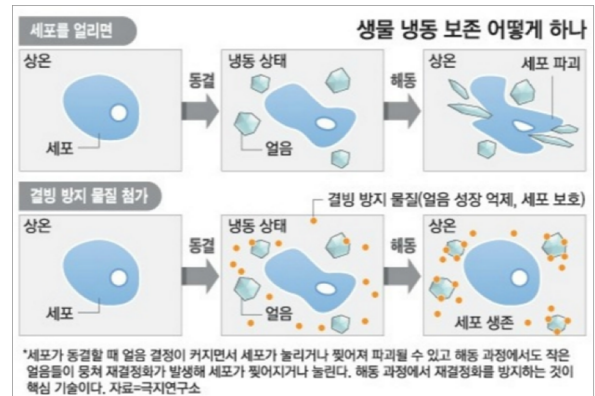 생물 냉동 보존 어떻게 하나
세포를 얼리면
상온
세포
동결
냉동 상태
얼음
해동
상온
세포 파괴
결빙 방지 물질 첨가
결빙 방지 물질(얼음 성장 억제, 세포 보호)
상온
세포
동결
냉동 상태
얼음
해동
상온
세포 생존
*세포가 동결할 때 얼음 결정이 커지면서 세포가 눌리거나 찢어져 파괴될 수 있고 해동 과정에서도 작은
얼음들이 뭉쳐 재결정화가 발생해 세포가 찢어지거나 눌린다. 해동 과정에서 재결정화를 방지하는 것이
핵심 기술이다. 자료=극지연구소